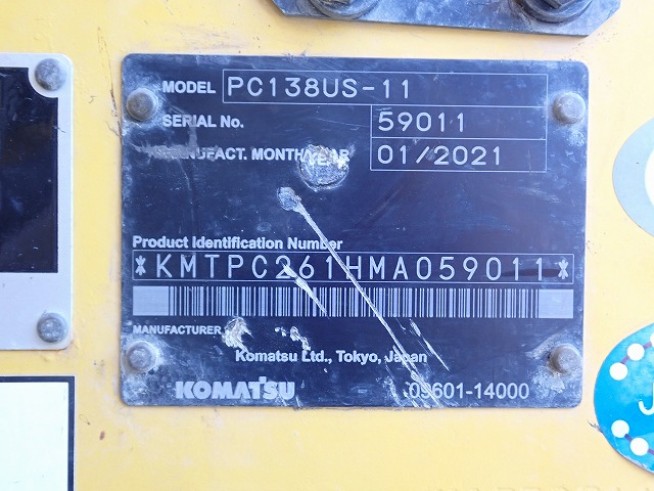 MODEL PC138US-11
SERIAL No. 59011
MANUFACT. MONTH/YEAR 01/2021
Product Identification Number
*KMTPC261HMA059011*
MANUFACTURER
Komatsu Ltd., Tokyo, Japan
KOMATSU 09601-14000